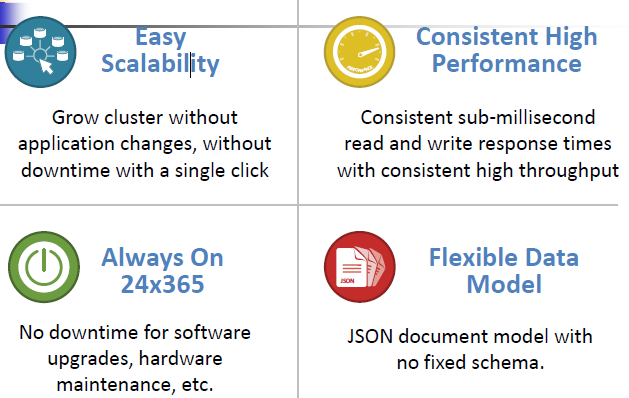 Easy
Scalability
Grow cluster without
application changes, without
downtime with a single click
Consistent High
Performance
Consistent sub-millisecond
read and write response times
with consistent high throughput
Always On
24x365
No downtime for software
upgrades, hardware
maintenance, etc.
JSON
Flexible Data
Model
JSON document model with
no fixed schema.